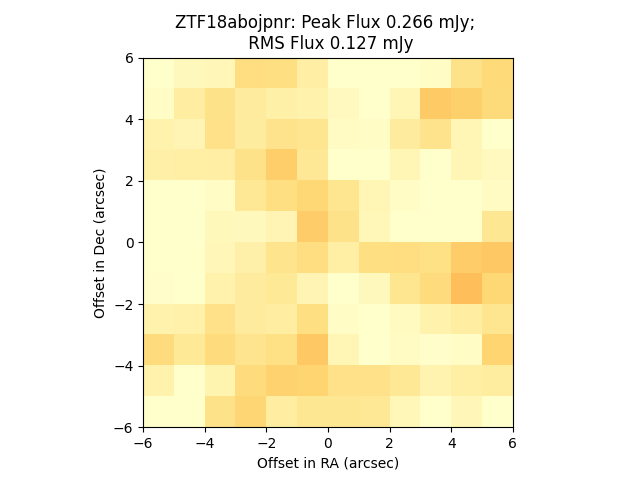 ZTF18abojpnr: Peak Flux 0.266 mJy;
RMS Flux 0.127 mJy
6
4
2
0
−2
−4
−6
Offset in Dec (arcsec)
−6 −4 −2 0 2 4 6
Offset in RA (arcsec)